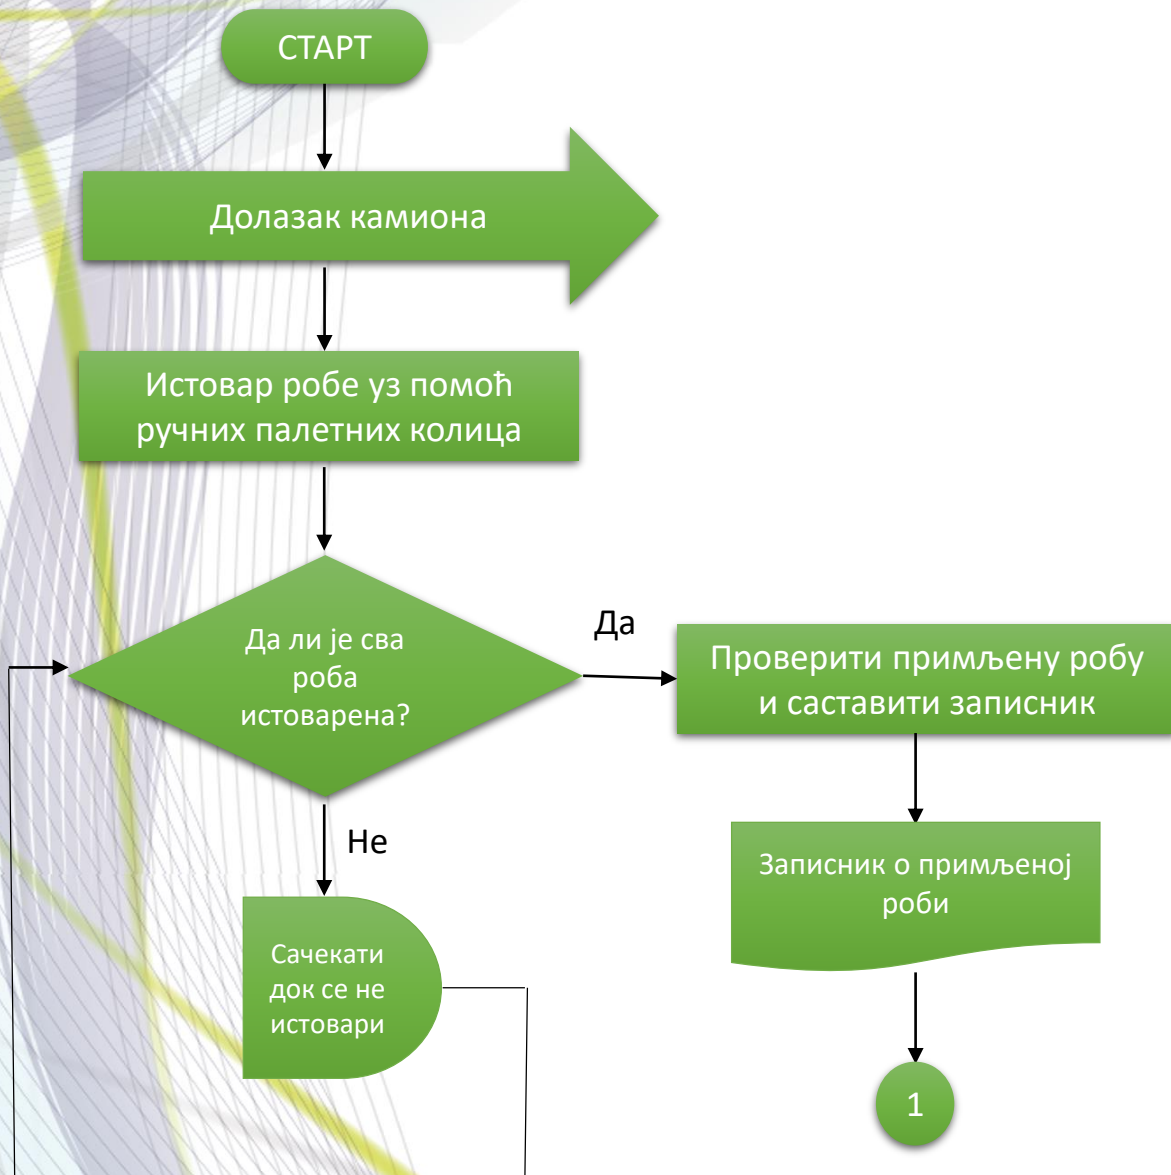 СТАРТ
Долазак камиона
Истовар робе уз помоћ
ручних палетних колица
Да ли је сва
роба
истоварена?
Да
Проверити примљену робу
и саставити записник
Не
Записник о примљеној
роби
Сачекати
док се не
истовари
1